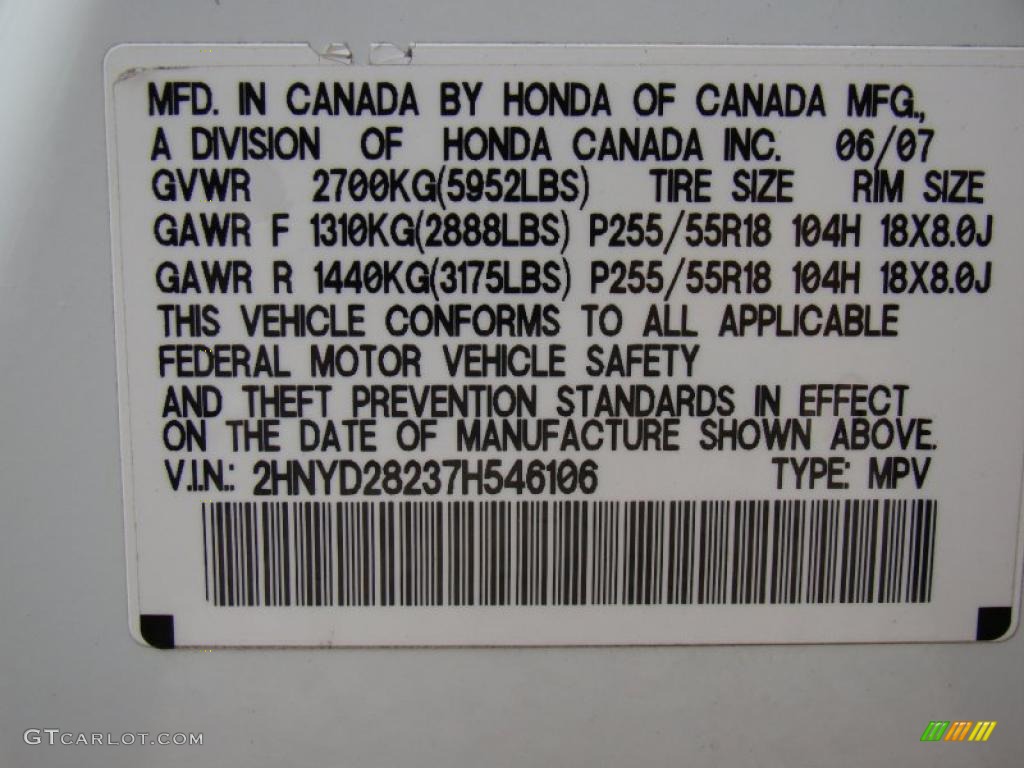 MFD. IN CANADA BY HONDA OF CANADA MFG.,
A DIVISION OF HONDA CANADA INC. 06/07
GVWR 2700KG(5952LBS) TIRE SIZE RIM SIZE
GAWR F 1310KG(2888LBS) P255/55R18 104H 18X8.0J
GAWR R 1440KG(3175LBS) P255/55R18 104H 18X8.0J
THIS VEHICLE CONFORMS TO ALL APPLICABLE
FEDERAL MOTOR VEHICLE SAFETY
AND THEFT PREVENTION STANDARDS IN EFFECT
ON THE DATE OF MANUFACTURE SHOWN ABOVE.
V.I.N.: 2HNYD28237H546106 TYPE: MPV
GTCARLOT.COM